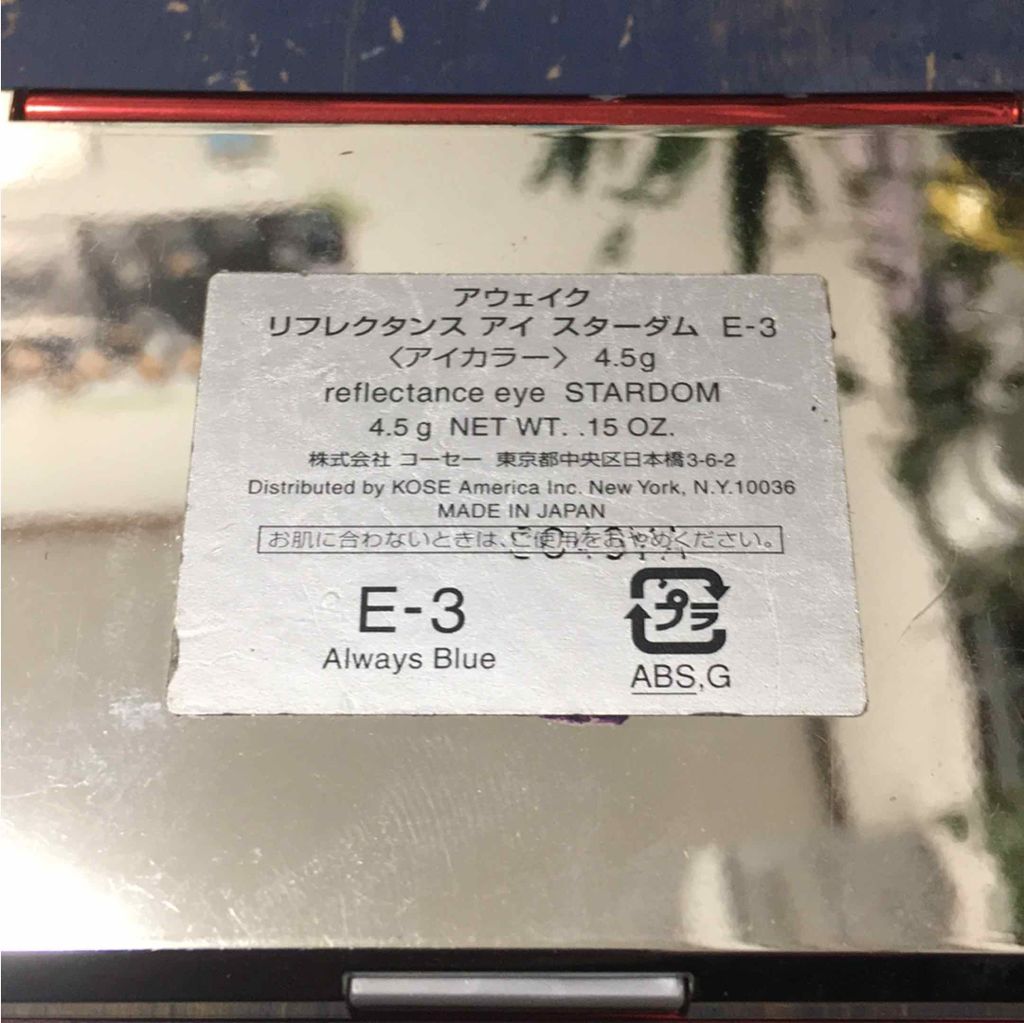 アウェイク
リフレクタンス アイ スターダム E-3
〈アイカラー〉 4.5g
reflectance eye STARDOM
4.5 g NET WT. .15 OZ.
株式会社 コーセー 東京都中央区日本橋3-6-2
Distributed by KOSE America Inc. New York, N.Y.10036
MADE IN JAPAN
お肌に合わないときは、ご使用をおやめください。
E-3
Always Blue
プラ
ABS,G